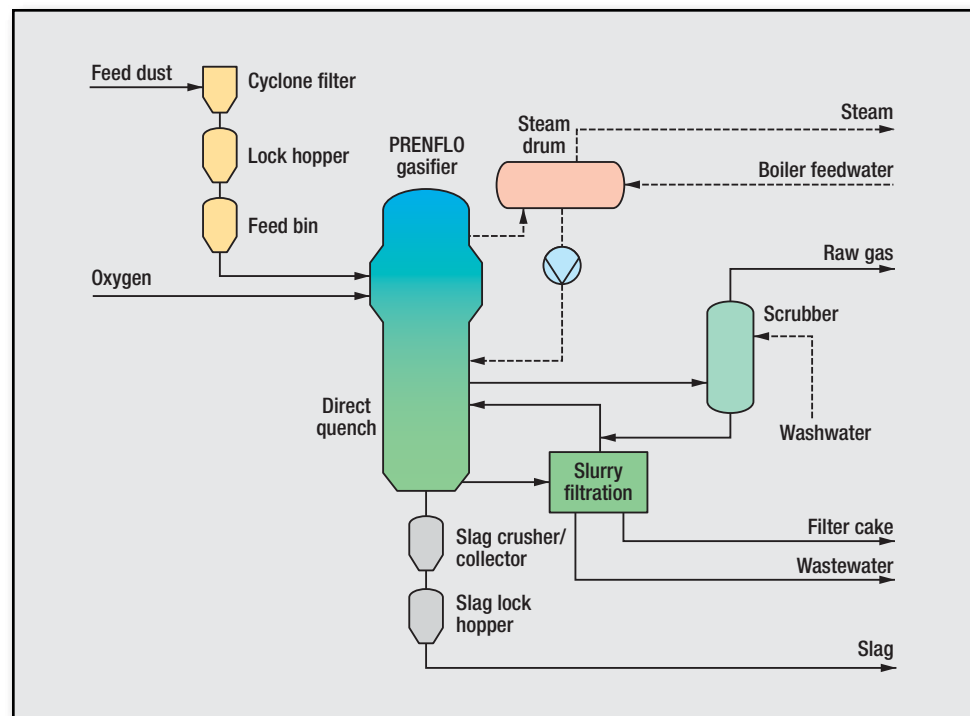 Feed dust
Cyclone filter
Lock hopper
Feed bin
Oxygen
PRENFLO
gasifier
Steam
drum
Steam
Boiler feedwater
Raw gas
Scrubber
Washwater
Direct
quench
Slurry
filtration
Filter cake
Wastewater
Slag crusher/
collector
Slag lock
hopper
Slag